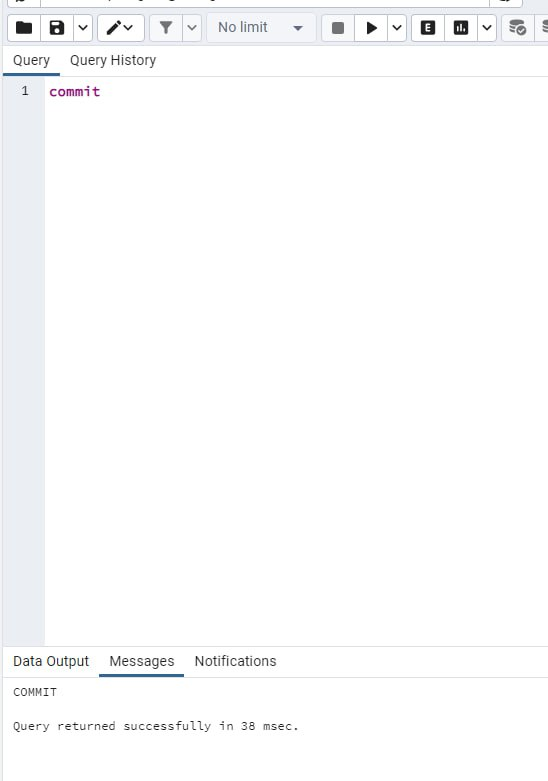 No limit
E
Query Query History
1 commit
Data Output Messages Notifications
COMMIT
Query returned successfully in 38 msec.